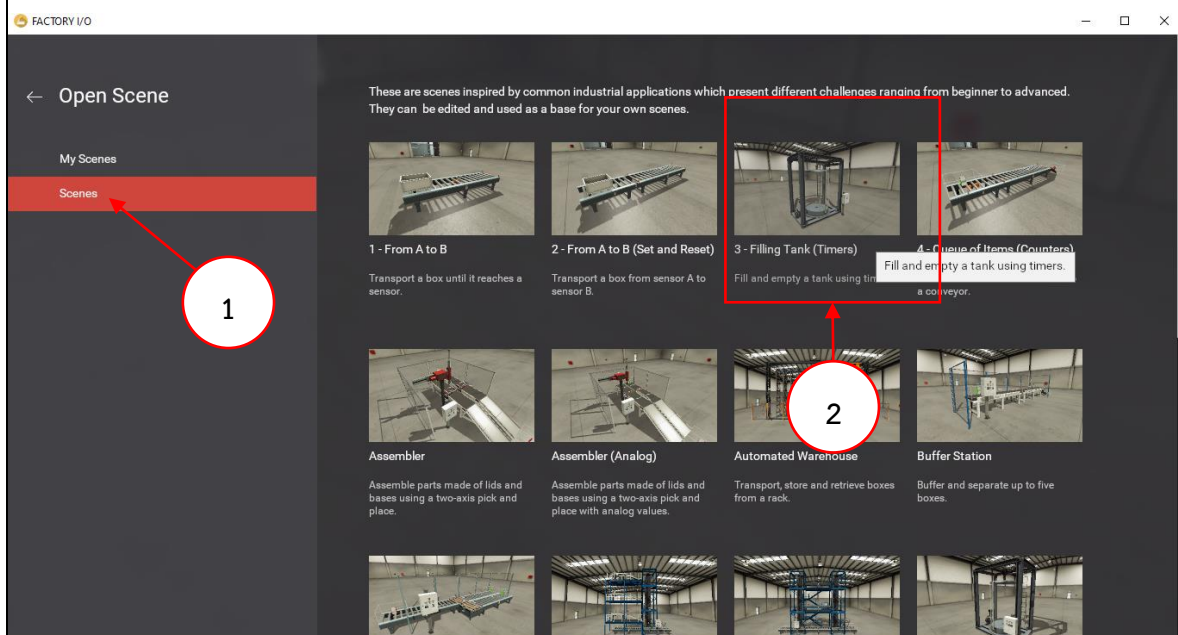 FACTORY I/O
Open Scene
My Scenes
Scenes
1
These are scenes inspired by common industrial applications which present different challenges ranging from beginner to advanced.
They can be edited and used as a base for your own scenes.
1 - From A to B
Transport a box until it reaches a
sensor.
2 - From A to B (Set and Reset)
Transport a box from sensor A to
sensor B.
3 - Filling Tank (Timers)
Fill and empty a tank using
4 - Queue of Items (Counters)
Fill and empty a tank using timers.
a conveyor.
2
Assembler
Assemble parts made of lids and
bases using a two-axis pick and
place.
Assembler (Analog)
Assemble parts made of lids and
bases using a two-axis pick and
place with analog values.
Automated Warehouse
Transport, store and retrieve boxes
from a rack.
Buffer Station
Buffer and separate up to five
boxes.